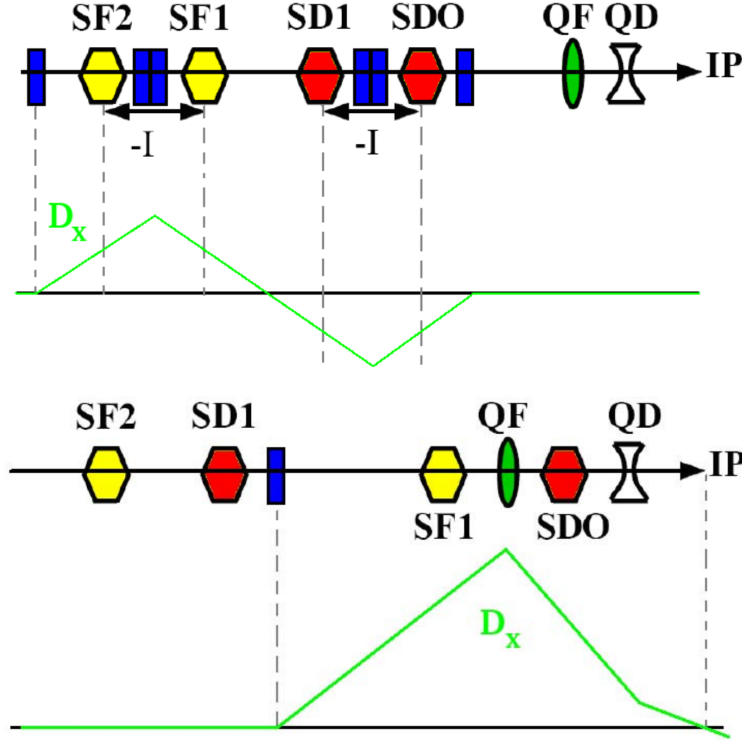 SF2 SF1 SD1 SDO QF QD
IP
-I -I
Dx
SF2 SD1 QF QD
IP
SF1 SDO
Dx